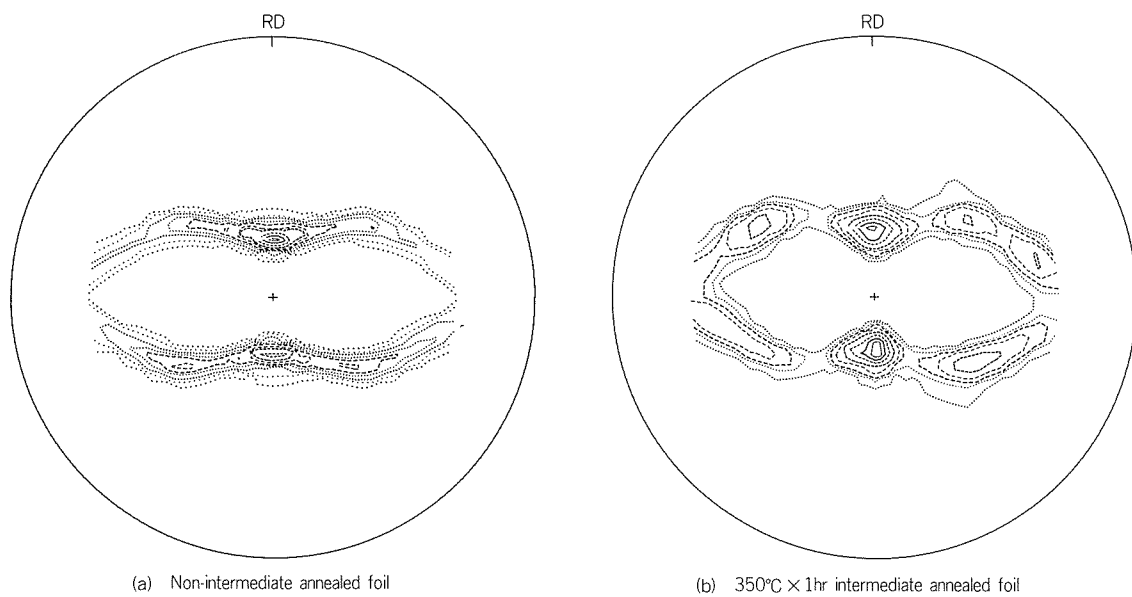 RD
RD
(a) Non-intermediate annealed foil
(b) 350℃ × 1hr intermediate annealed foil